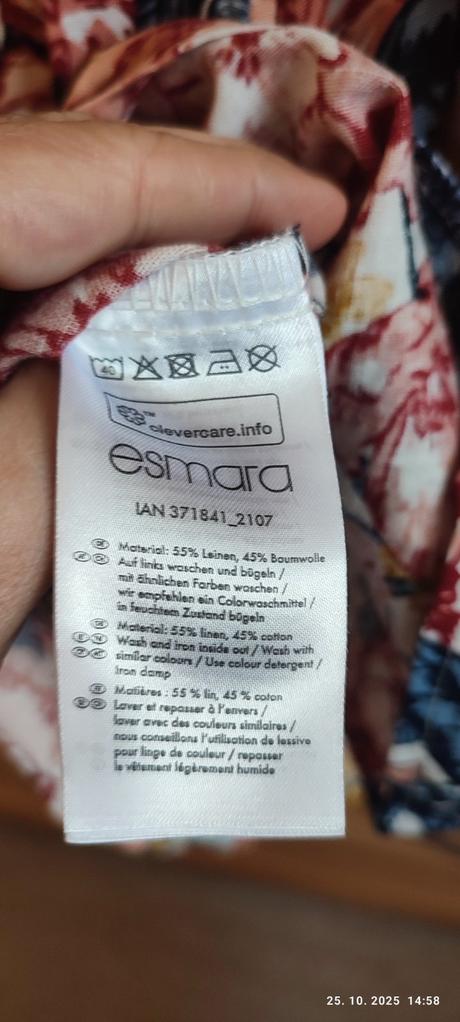 40
TM
clevercare.info
esmara
IAN 371841_2107
Material: 55% Leinen, 45% Baumwolle
Auf links waschen und bügeln /
mit ähnlichen Farben waschen /
wir empfehlen ein Colorwaschmittel /
in feuchtem Zustand bügeln
Material: 55% linen, 45% cotton
Wash and iron inside out / Wash with
similar colours / Use colour detergent /
Iron damp
Matières : 55 % lin, 45 % coton
Laver et repasser à l'envers /
laver avec des couleurs similaires /
nous conseillons l'utilisation de lessive
pour linge de couleur / repasser
le vêtement légèrement humide
25. 10. 2025 14:58